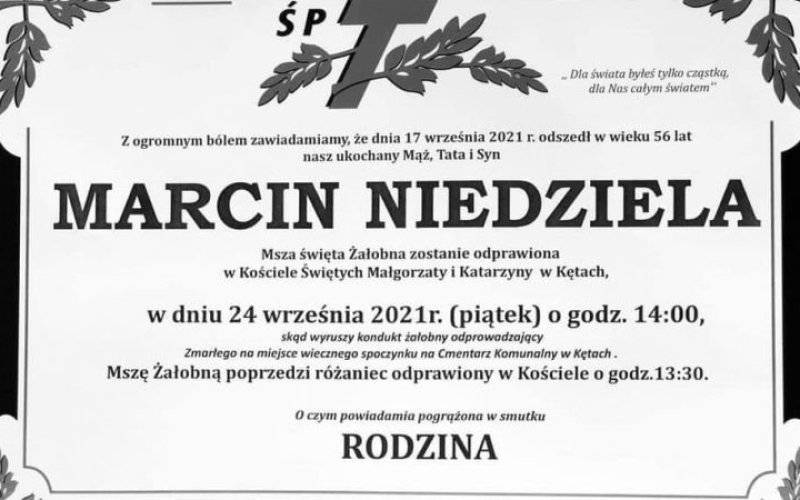 ŚP
„ Dla świata byłeś tylko cząstką,
dla Nas całym światem"
Z ogromnym bólem zawiadamiamy, że dnia 17 września 2021 r. odszedł w wieku 56 lat
nasz ukochany Mąż, Tata i Syn
MARCIN NIEDZIELA
Msza święta Żałobna zostanie odprawiona
w Kościele Świętych Małgorzaty i Katarzyny w Kętach,
w dniu 24 września 2021r. (piątek) o godz. 14:00,
skąd wyruszy kondukt żałobny odprowadzający
Zmarłego na miejsce wiecznego spoczynku na Cmentarz Komunalny w Kętach .
Mszę Żałobną poprzedzi różaniec odprawiony w Kościele o godz.13:30.
O czym powiadamia pogrążona w smutku
RODZINA